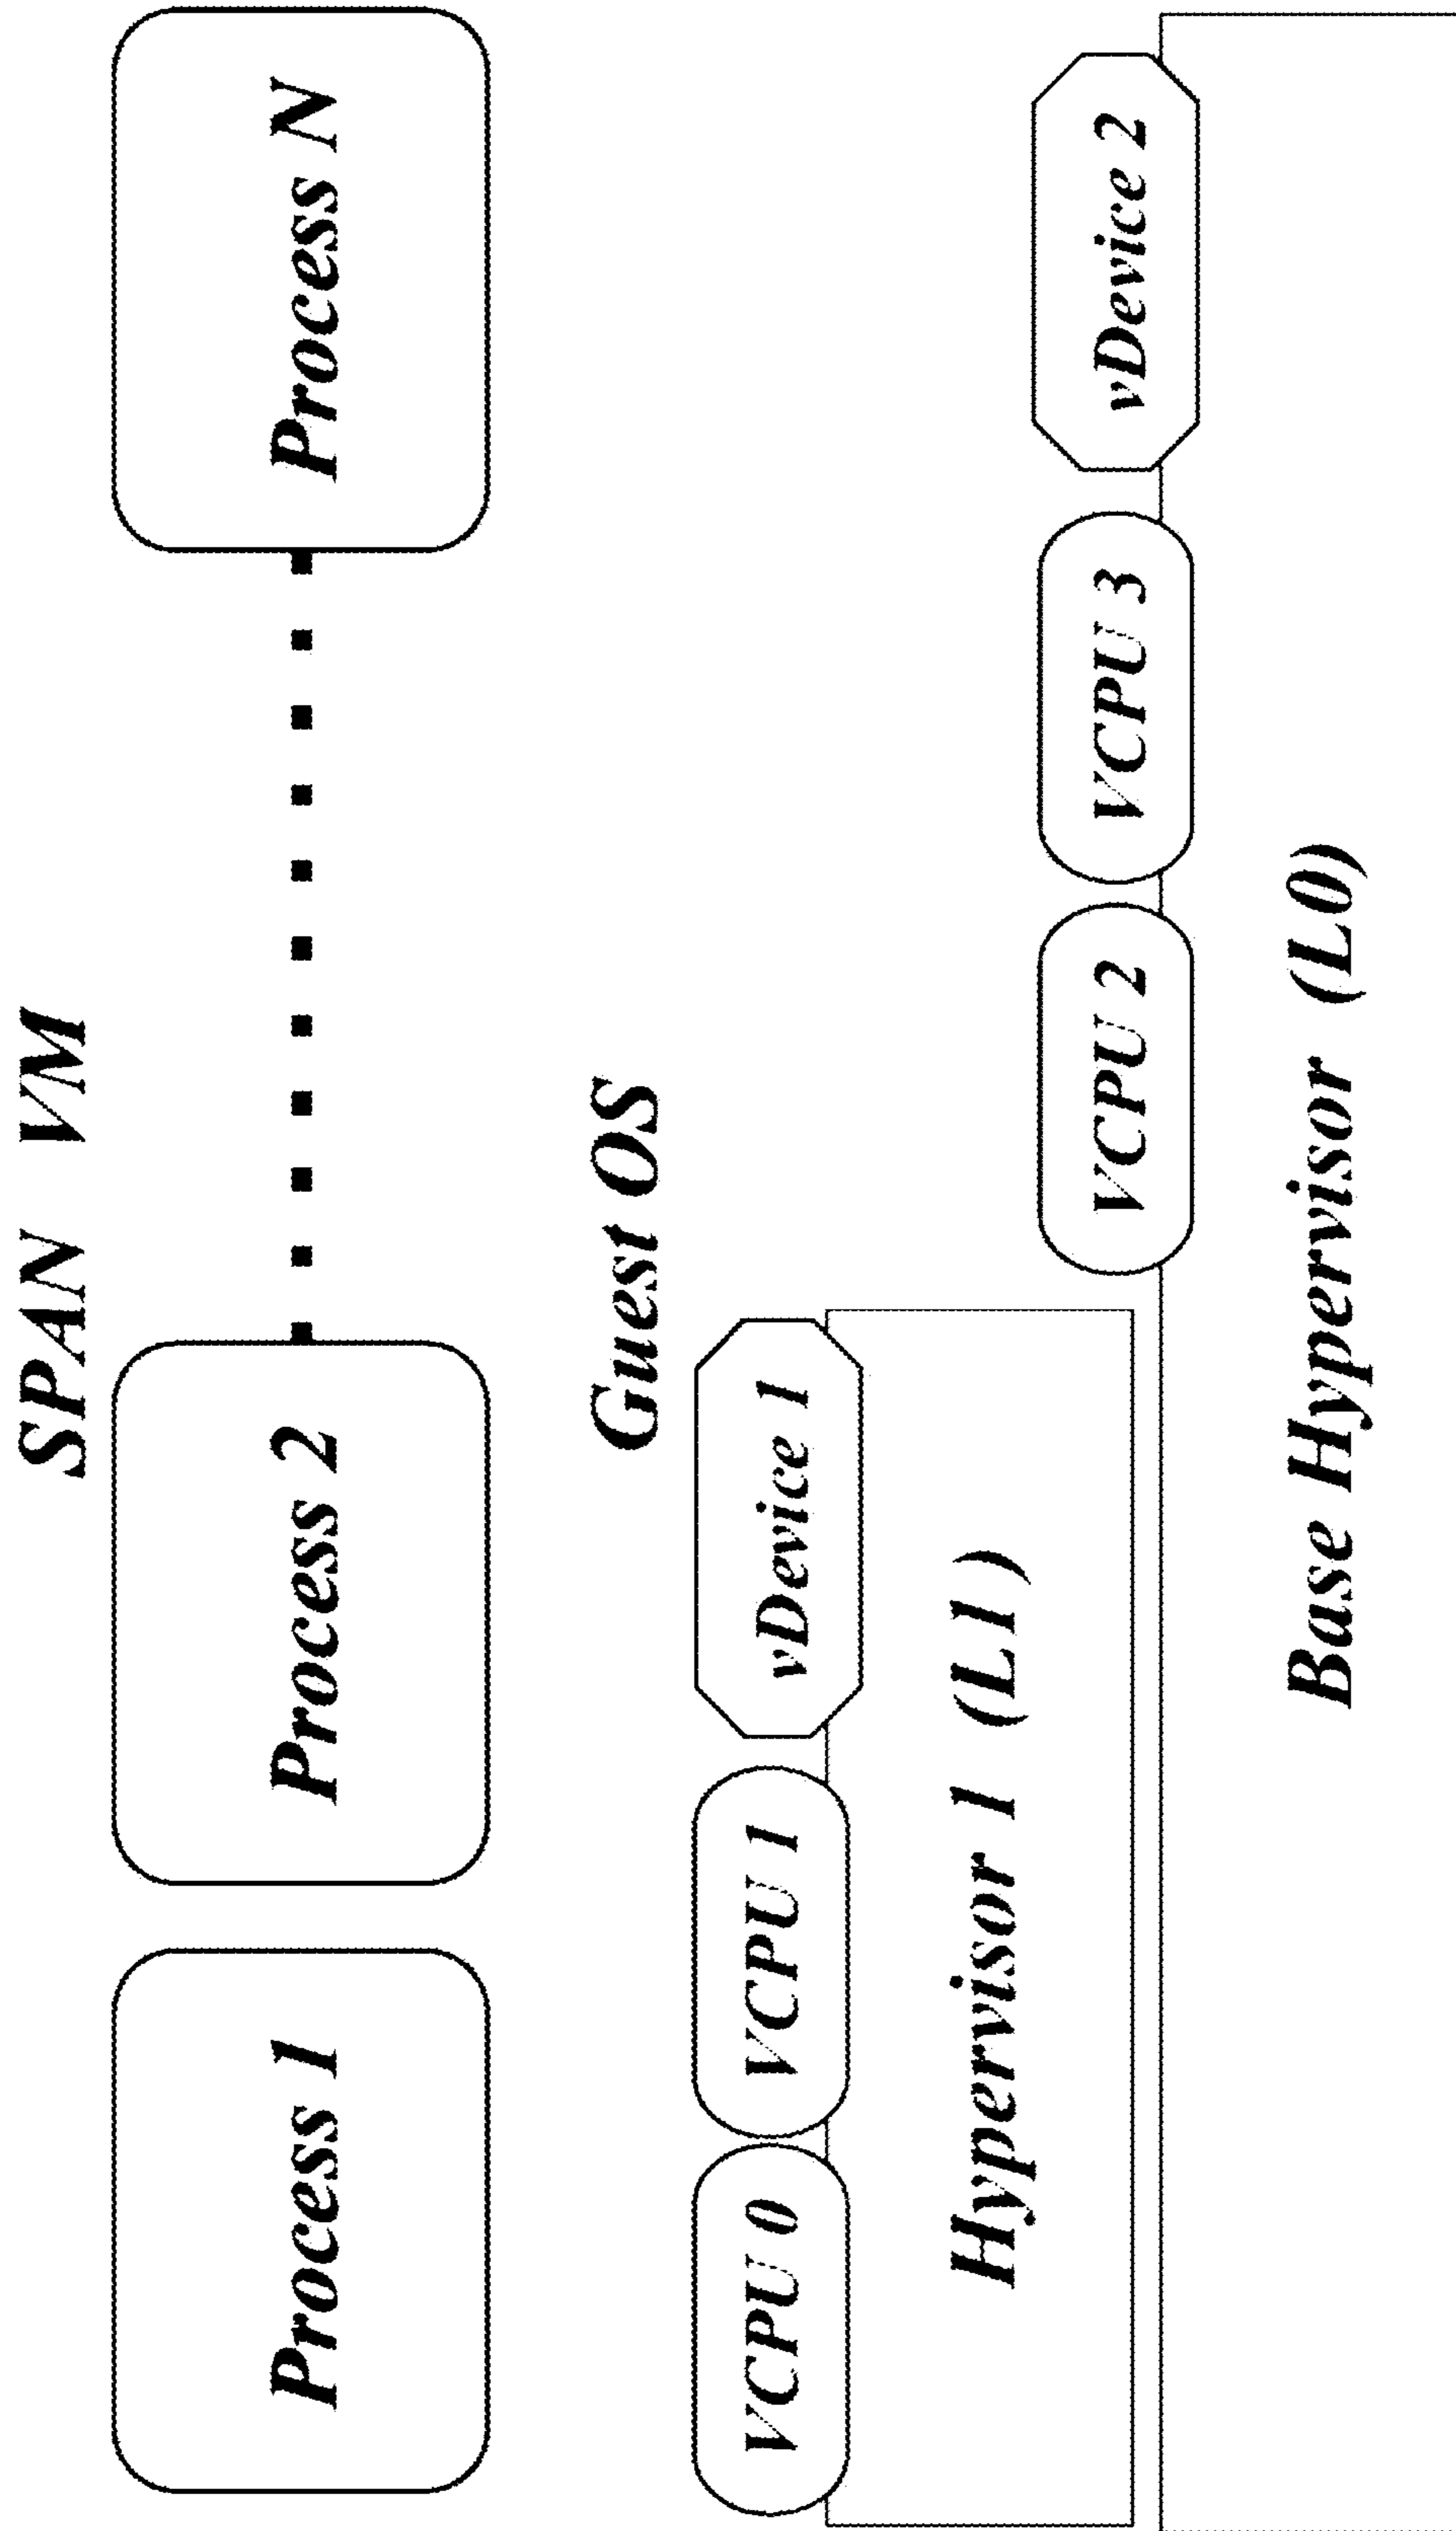 SPAN VM
Process 1
Process 2
Process N
Guest OS
VCPU 0
VCPU 1
vDevice 1
Hypervisor 1 (L1)
VCPU 2
VCPU 3
vDevice 2
Base Hypervisor (L0)